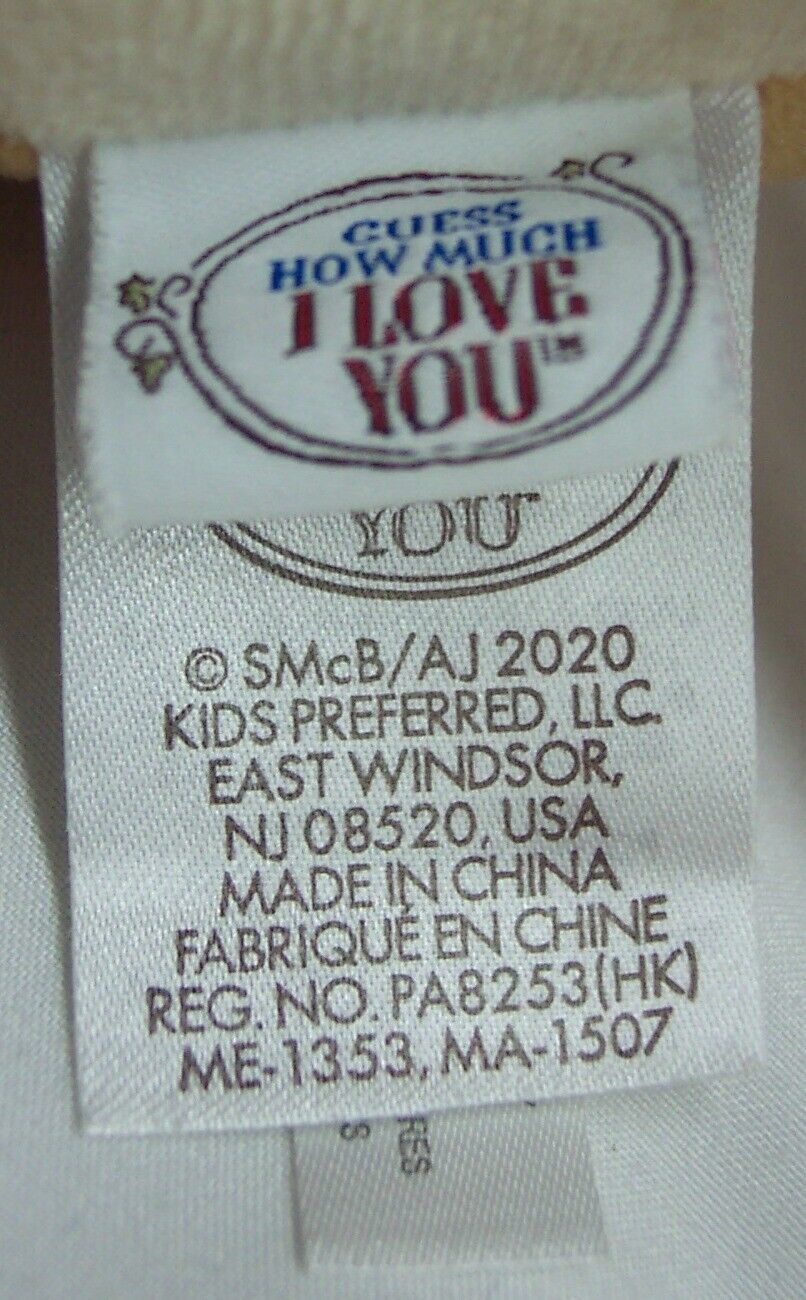 GUESS
HOW MUCH
I LOVE
YOU™
YOU
© SMcB/AJ 2020
KIDS PREFERRED, LLC.
EAST WINDSOR,
NJ 08520, USA
MADE IN CHINA
FABRIQUÉ EN CHINE
REG. NO. PA8253(HK)
ME-1353, MA-1507